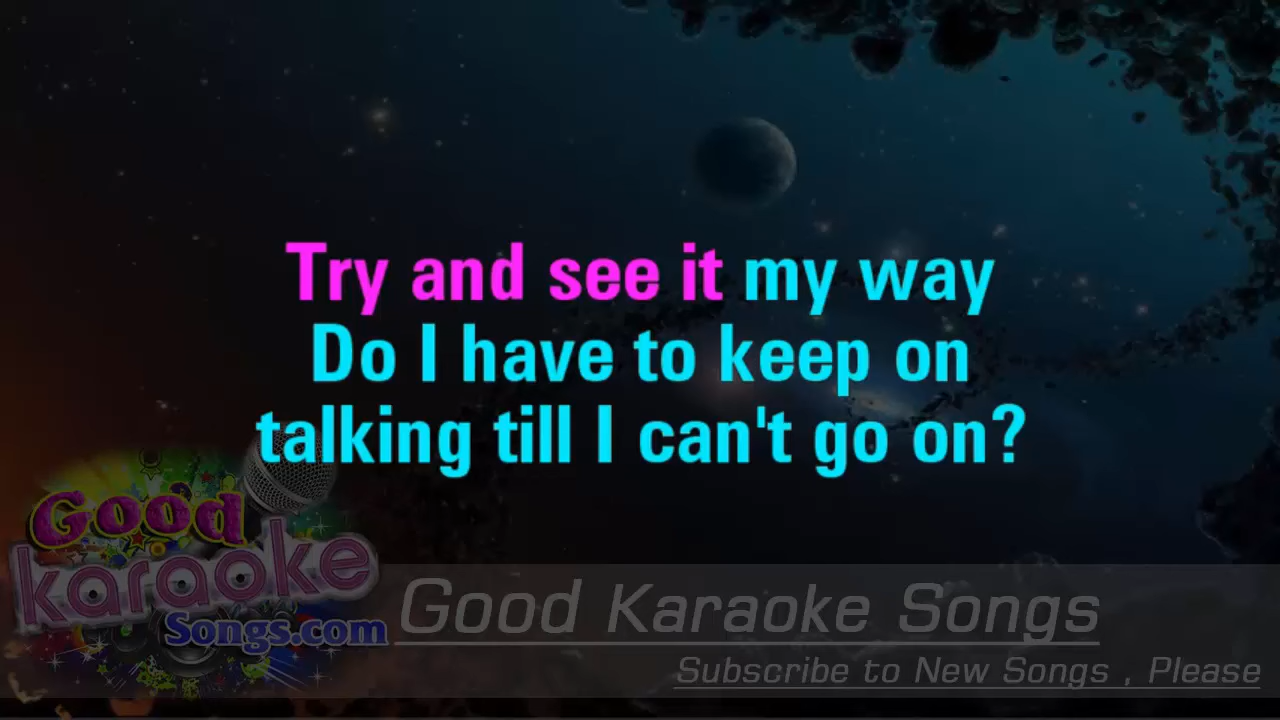 Try and see it my way
Do I have to keep on
talking till I can't go on?
Good
karaoke
Songs.com
Good Karaoke Songs
Subscribe to New Songs , Please